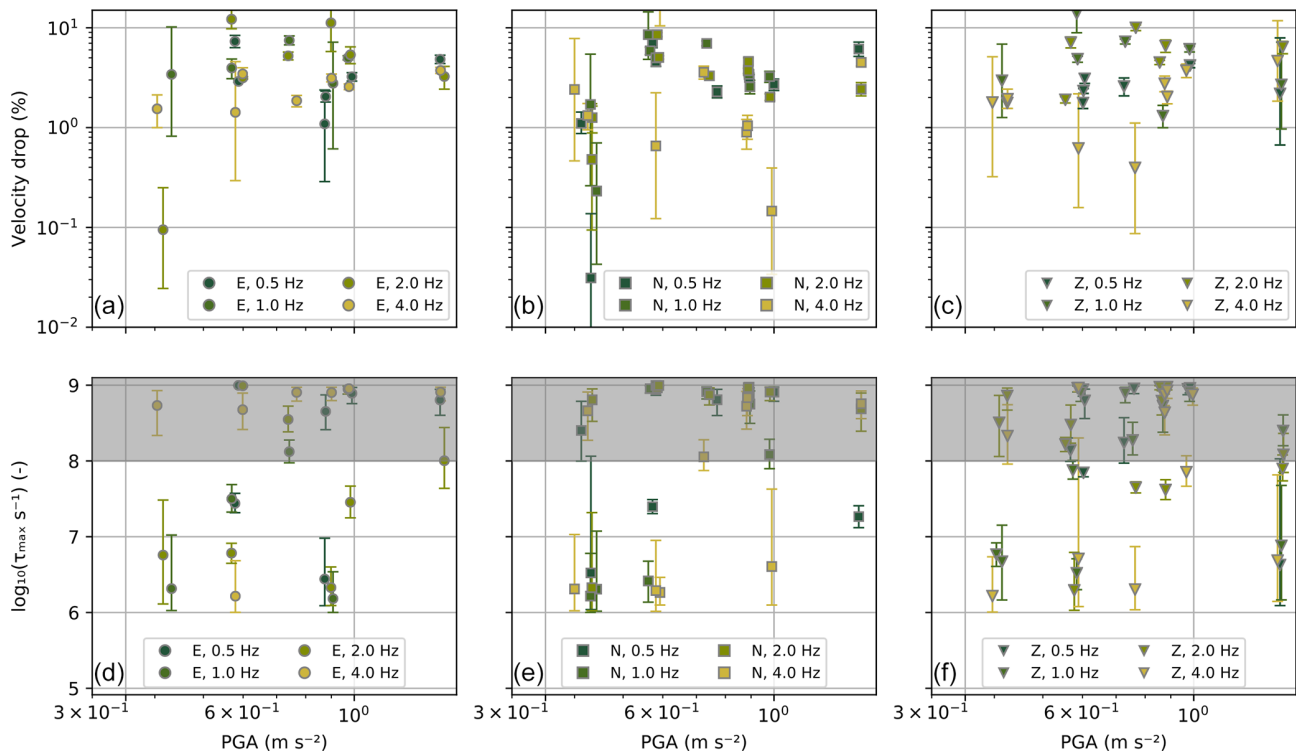 Velocity drop (%)
10¹
10⁰
10⁻¹
10⁻²
(a)
E, 0.5 Hz
E, 1.0 Hz
E, 2.0 Hz
E, 4.0 Hz
(b)
N, 0.5 Hz
N, 1.0 Hz
N, 2.0 Hz
N, 4.0 Hz
(c)
Z, 0.5 Hz
Z, 1.0 Hz
Z, 2.0 Hz
Z, 4.0 Hz
log₁₀(τₘₐₓ s⁻¹) (-)
9
8
7
6
5
(d)
E, 0.5 Hz
E, 1.0 Hz
E, 2.0 Hz
E, 4.0 Hz
(e)
N, 0.5 Hz
N, 1.0 Hz
N, 2.0 Hz
N, 4.0 Hz
(f)
Z, 0.5 Hz
Z, 1.0 Hz
Z, 2.0 Hz
Z, 4.0 Hz
3 × 10⁻¹ 6 × 10⁻¹ 10⁰
3 × 10⁻¹ 6 × 10⁻¹ 10⁰
3 × 10⁻¹ 6 × 10⁻¹ 10⁰
PGA (m s⁻²)
PGA (m s⁻²)
PGA (m s⁻²)